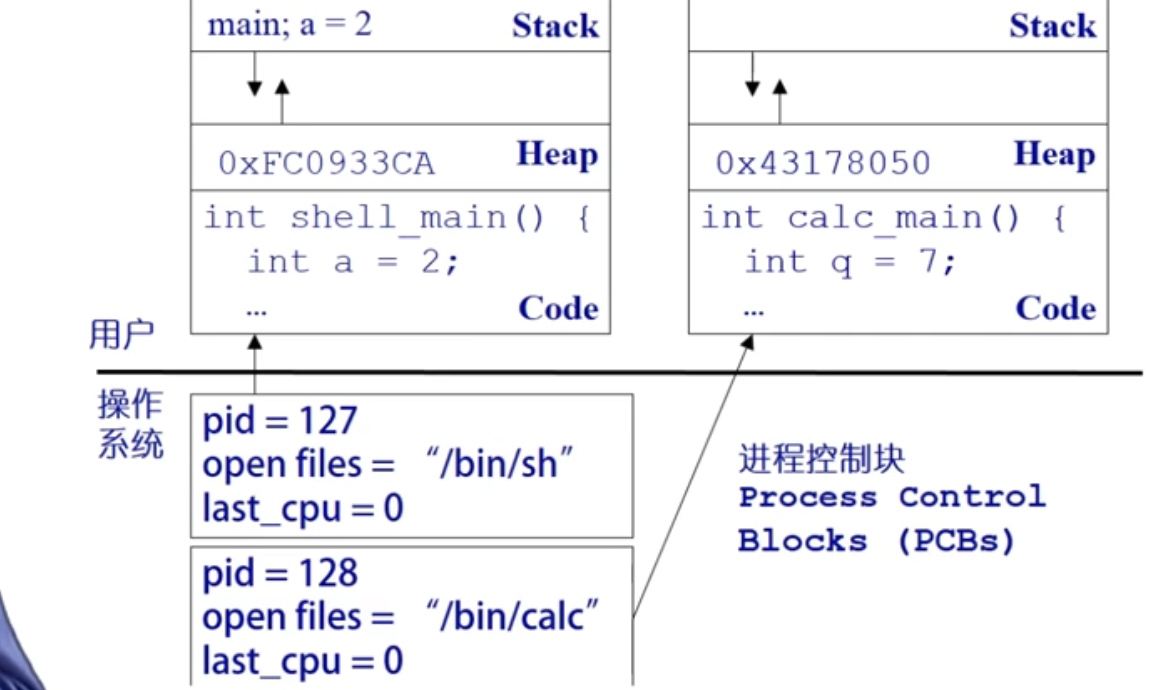 main; a = 2 Stack
Stack
0xFC0933CA Heap
0x43178050 Heap
int shell_main() {
int a = 2;
… Code
int calc_main() {
int q = 7;
… Code
用户
操作
系统
pid = 127
open files = “/bin/sh”
last_cpu = 0
pid = 128
open files = “/bin/calc”
last_cpu = 0
进程控制块
Process Control
Blocks (PCBs)